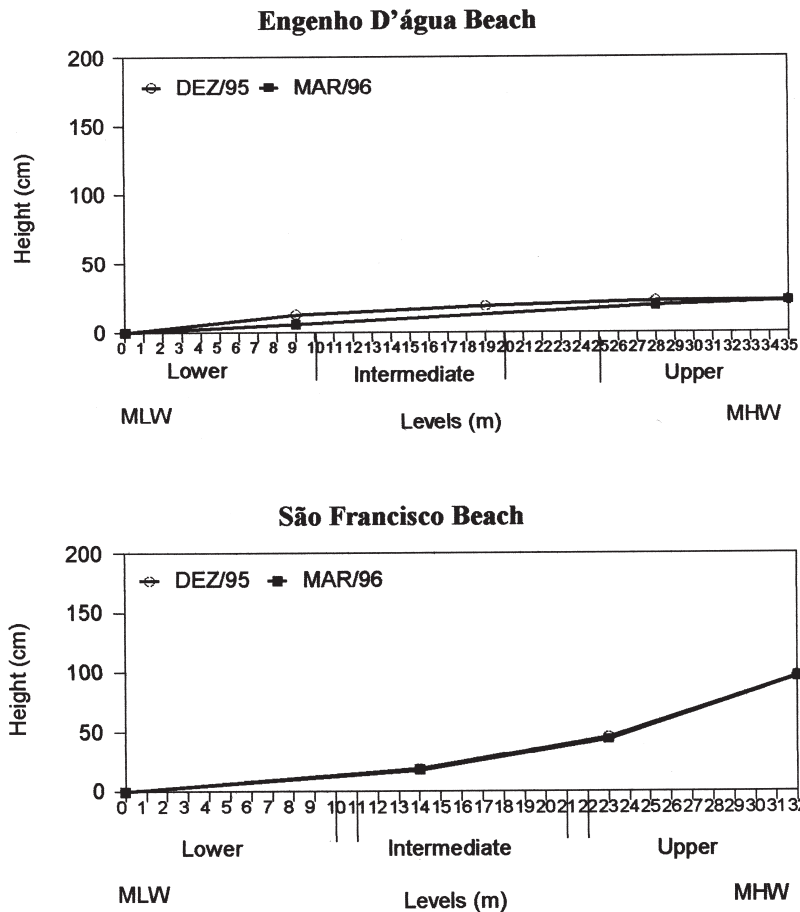 Engenho D'água Beach
200
DEZ/95 MAR/96
150
Height (cm)
100
50
0
0 1 2 3 4 5 6 7 8 9 10 11 12 13 14 15 16 17 18 19 20 21 22 23 24 25 26 27 28 29 30 31 32 33 34 35
Lower Intermediate Upper
MLW Levels (m) MHW
São Francisco Beach
200
DEZ/95 MAR/96
150
Height (cm)
100
50
0
0 1 2 3 4 5 6 7 8 9 10 11 12 13 14 15 16 17 18 19 20 21 22 23 24 25 26 27 28 29 30 31 32
Lower Intermediate Upper
MLW Levels (m) MHW